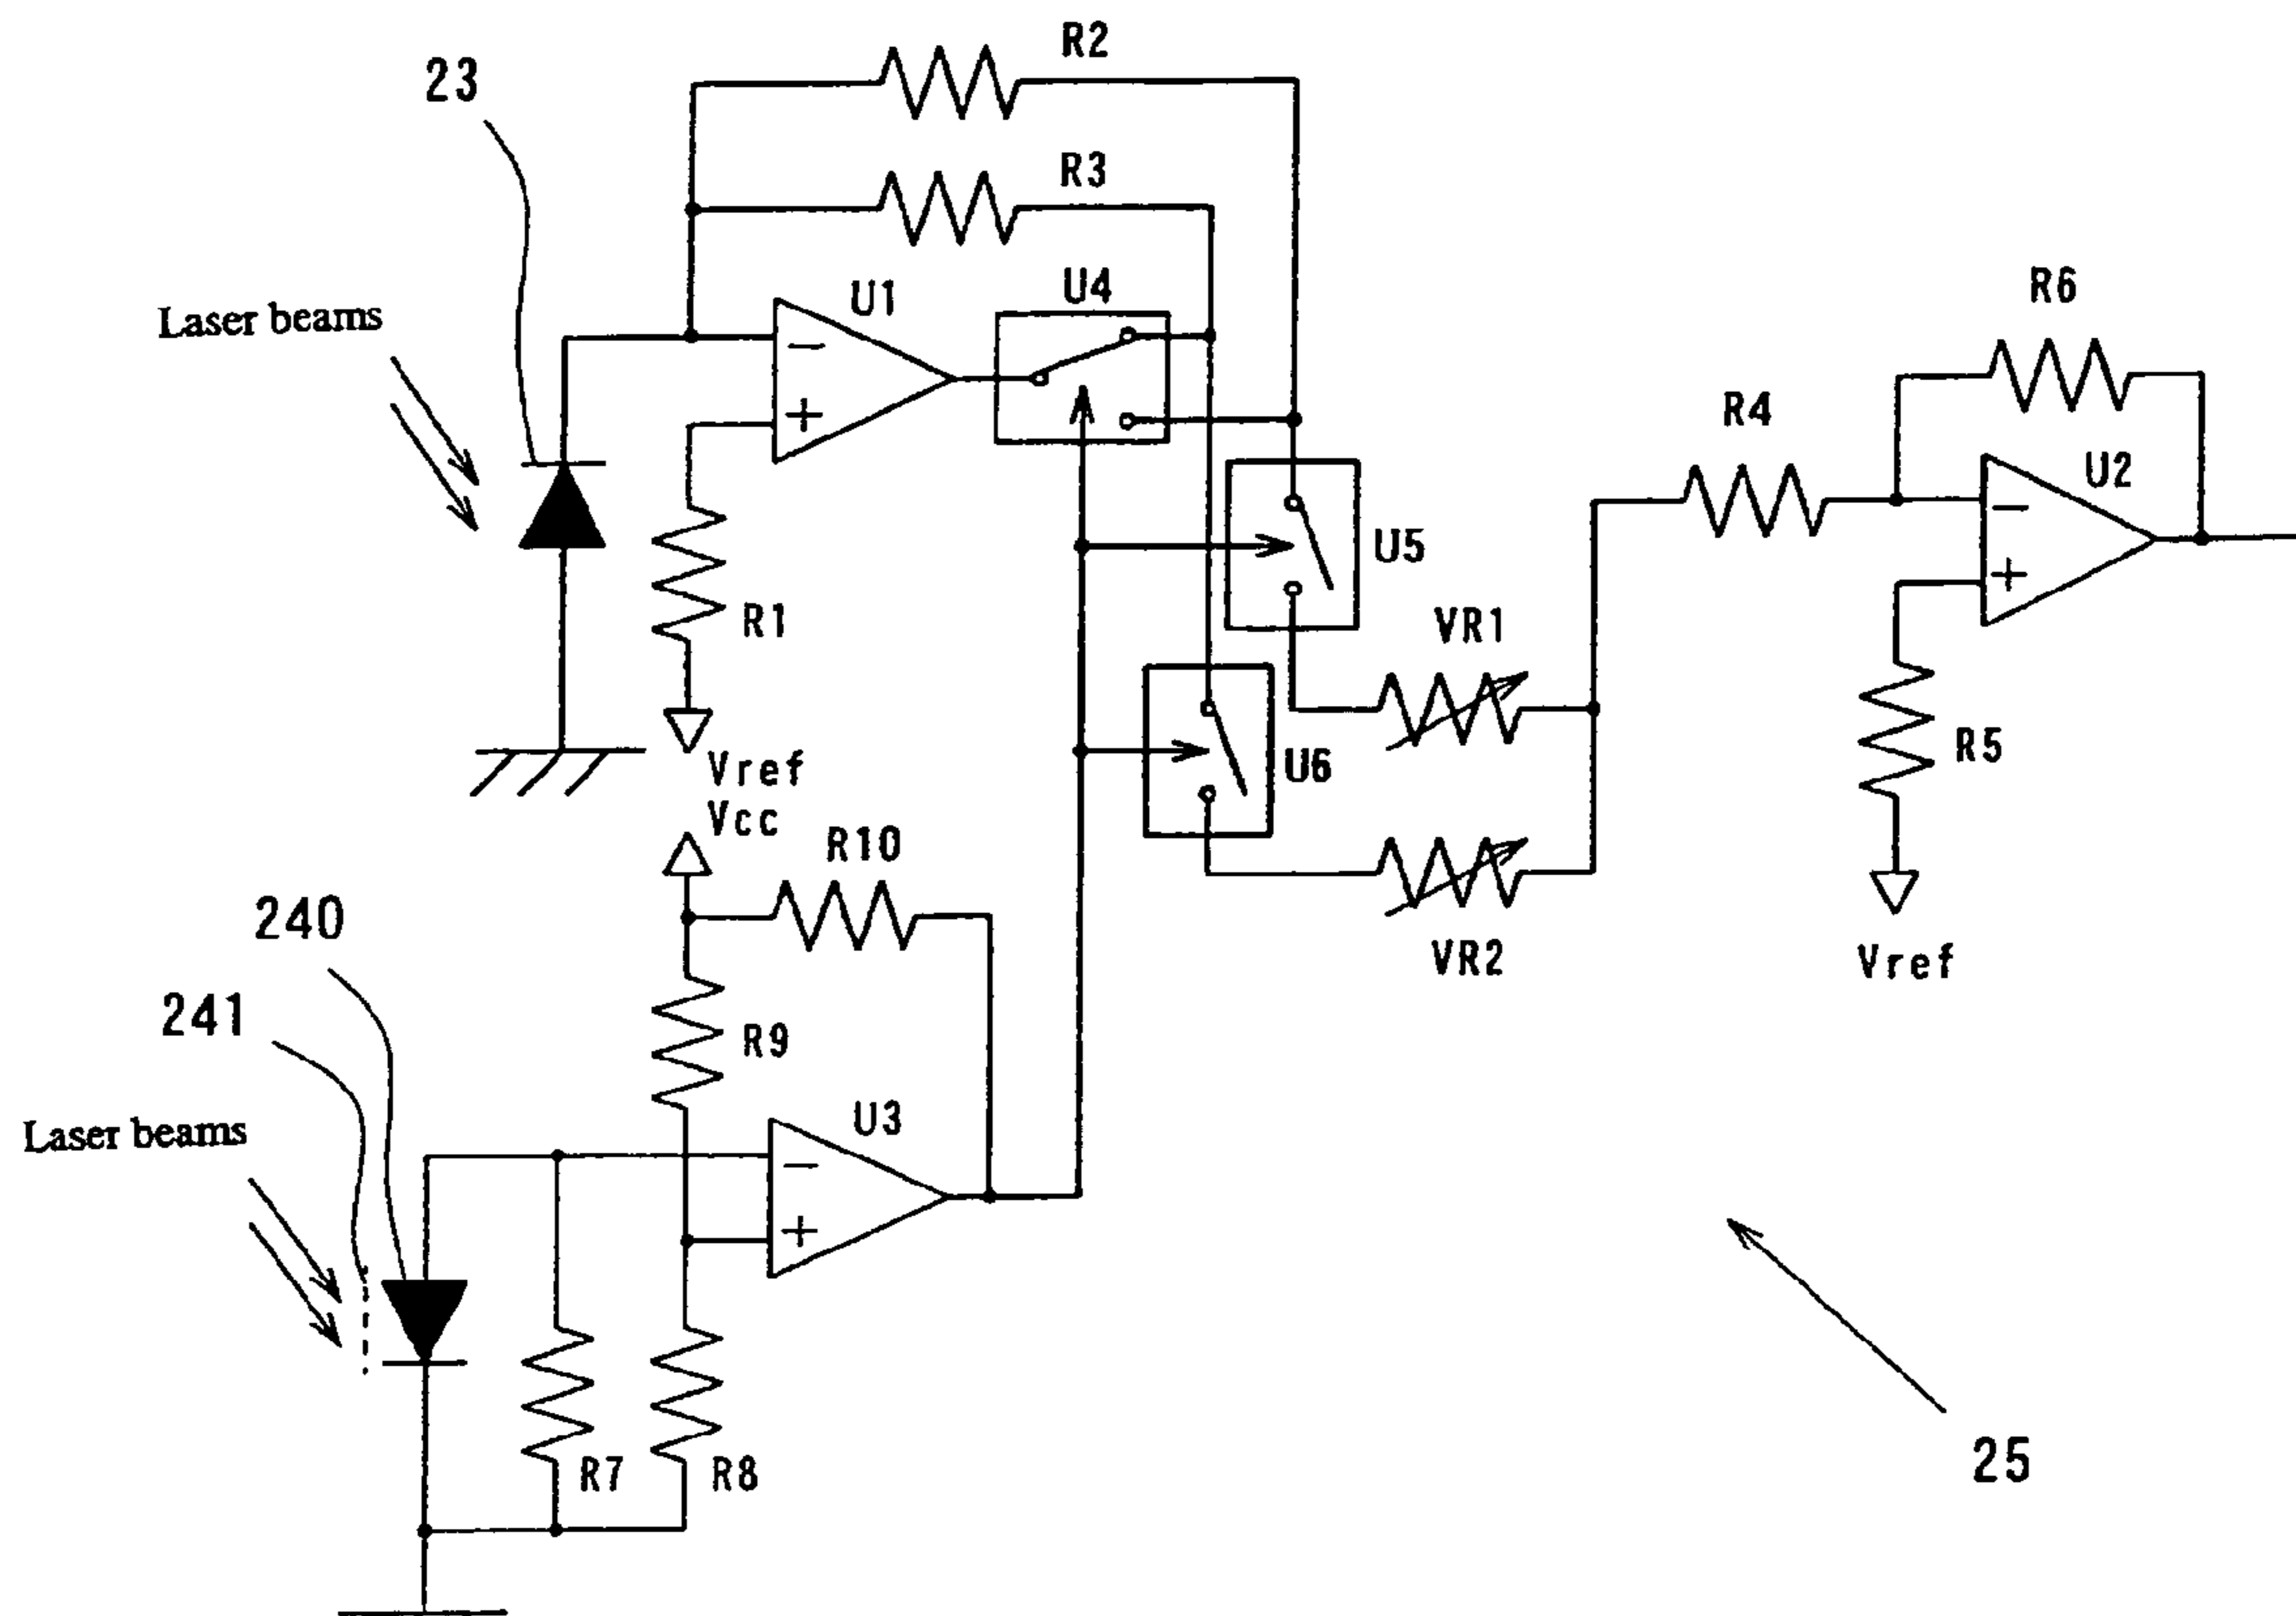 R2
23
R3
U1
U4
Laser beams
R6
R4
U2
U5
R1
VR1
R5
U6
Vref
Vcc
R10
240
VR2
Vref
241
R9
U3
Laser beams
R7
R8
25